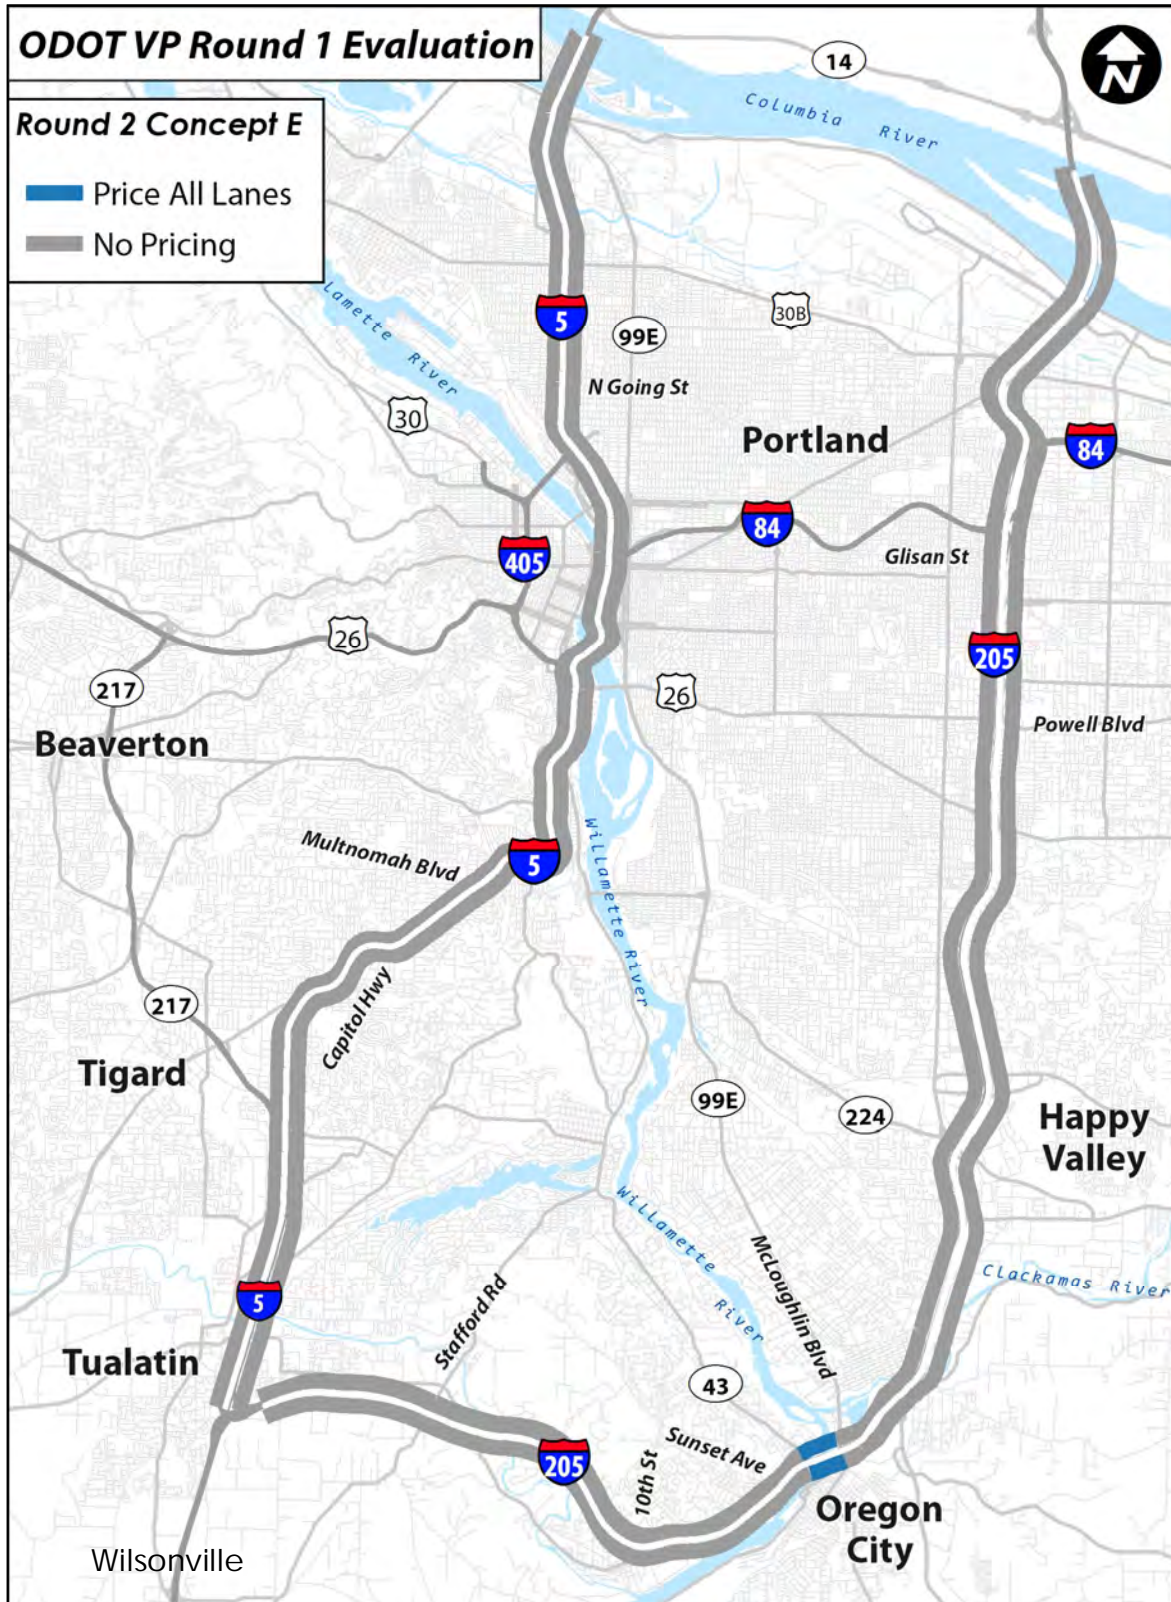 ODOT VP Round 1 Evaluation
N
14
Columbia River
Round 2 Concept E
Price All Lanes
No Pricing
lamette River
5
99E
30B
N Going St
30
Portland
84
84
405
Glisan St
26
205
217
26
Powell Blvd
Beaverton
Multnomah Blvd
5
Willamette River
Capitol Hwy
217
Tigard
99E
224
Happy
Valley
Willamette River
McLoughlin Blvd
Clackamas River
5
Stafford Rd
Tualatin
43
Sunset Ave
205
10th St
Oregon
City
Wilsonville